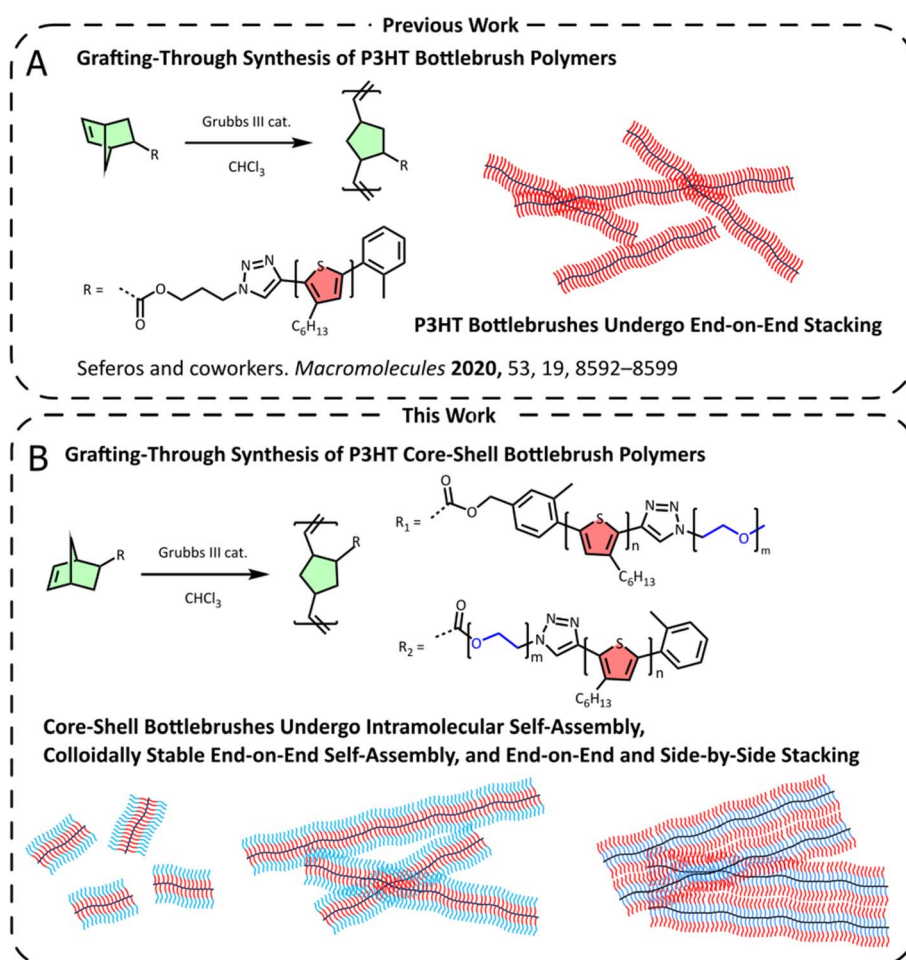 Previous Work
A Grafting-Through Synthesis of P3HT Bottlebrush Polymers
Grubbs III cat.
CHCl₃
R
R
R =
O
O
N
N
N
S
C₆H₁₃
P3HT Bottlebrushes Undergo End-on-End Stacking
Seferos and coworkers. Macromolecules 2020, 53, 19, 8592–8599
This Work
B Grafting-Through Synthesis of P3HT Core-Shell Bottlebrush Polymers
Grubbs III cat.
CHCl₃
R
R
R₁ =
O
O
S
n
N
N
N
O
m
C₆H₁₃
R₂ =
O
O
m
N
N
N
S
n
C₆H₁₃
Core-Shell Bottlebrushes Undergo Intramolecular Self-Assembly,
Colloidally Stable End-on-End Self-Assembly, and End-on-End and Side-by-Side Stacking